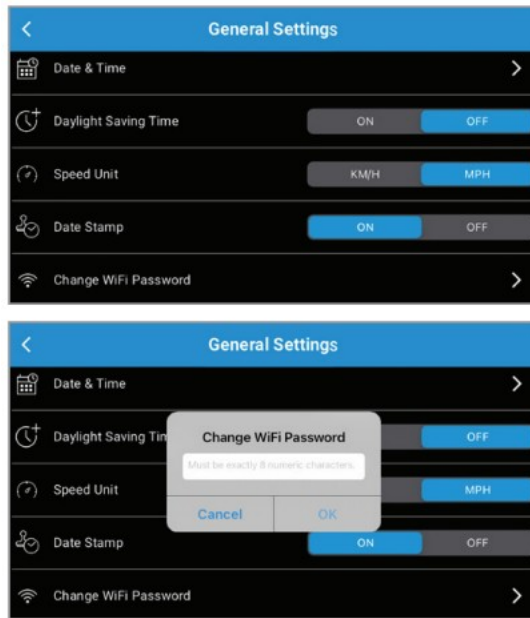 General Settings
Date & Time
Daylight Saving Time ON OFF
Speed Unit KM/H MPH
Date Stamp ON OFF
Change WiFi Password
General Settings
Date & Time
Daylight Saving Tim OFF
Change WiFi Password
Must be exactly 8 numeric characters.
Speed Unit MPH
Cancel OK
Date Stamp ON OFF
Change WiFi Password